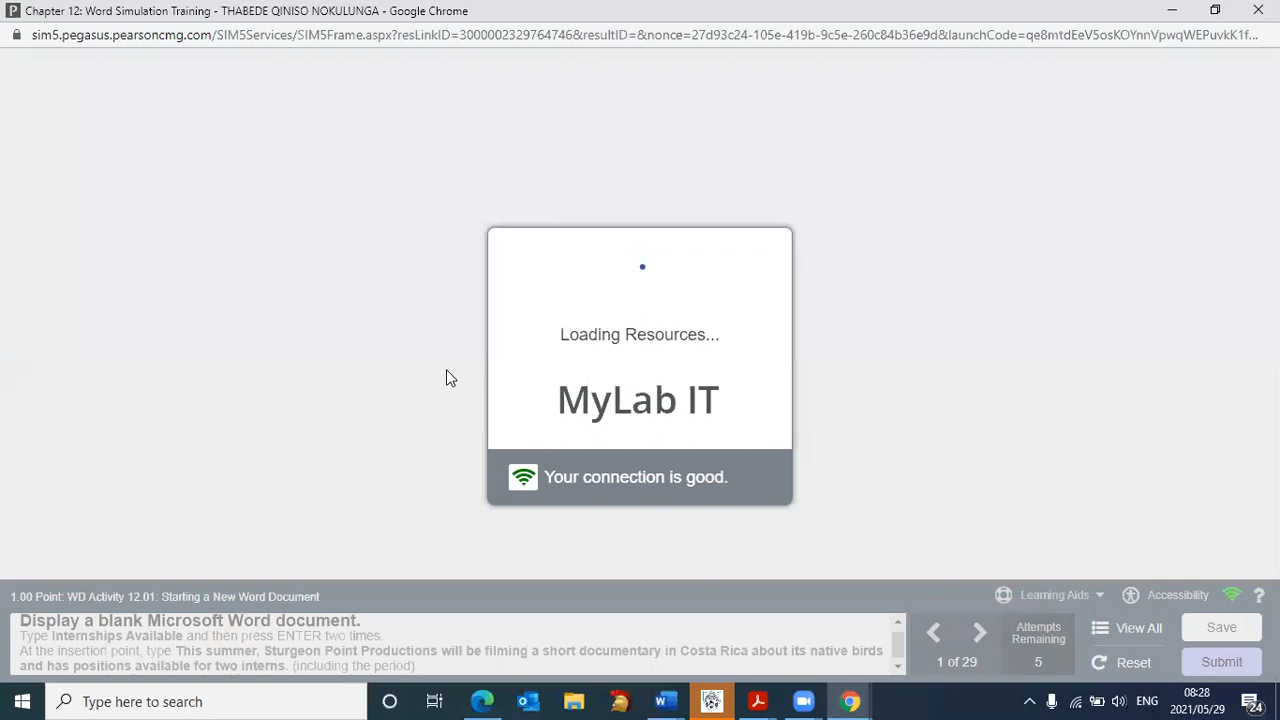 Chapter 12: Word Simulation Training - THABEDE QINISO NOKULUNGA - Google Chrome
sim5.pegasus.pearsoncmg.com/SIM5Services/SIM5Frame.aspx?resLinkID=3000002329764746&resultID=&nonce=27d93c24-105e-419b-9c5e-260c84b36e9d&launchCode=qe8mtdEeV5osKOYnnVpwqWEPuvkK1f...
Loading Resources...
MyLab IT
Your connection is good.
1.00 Point: WD Activity 12.01: Starting a New Word Document
Learning Aids
Accessibility
?
Display a blank Microsoft Word document.
Type Internships Available and then press ENTER two times.
At the insertion point, type This summer, Sturgeon Point Productions will be filming a short documentary in Costa Rica about its native birds
and has positions available for two interns. (including the period)
1 of 29
Attempts
Remaining
5
View All
Reset
Save
Submit
Type here to search
ENG
08:28
2021/05/29
24